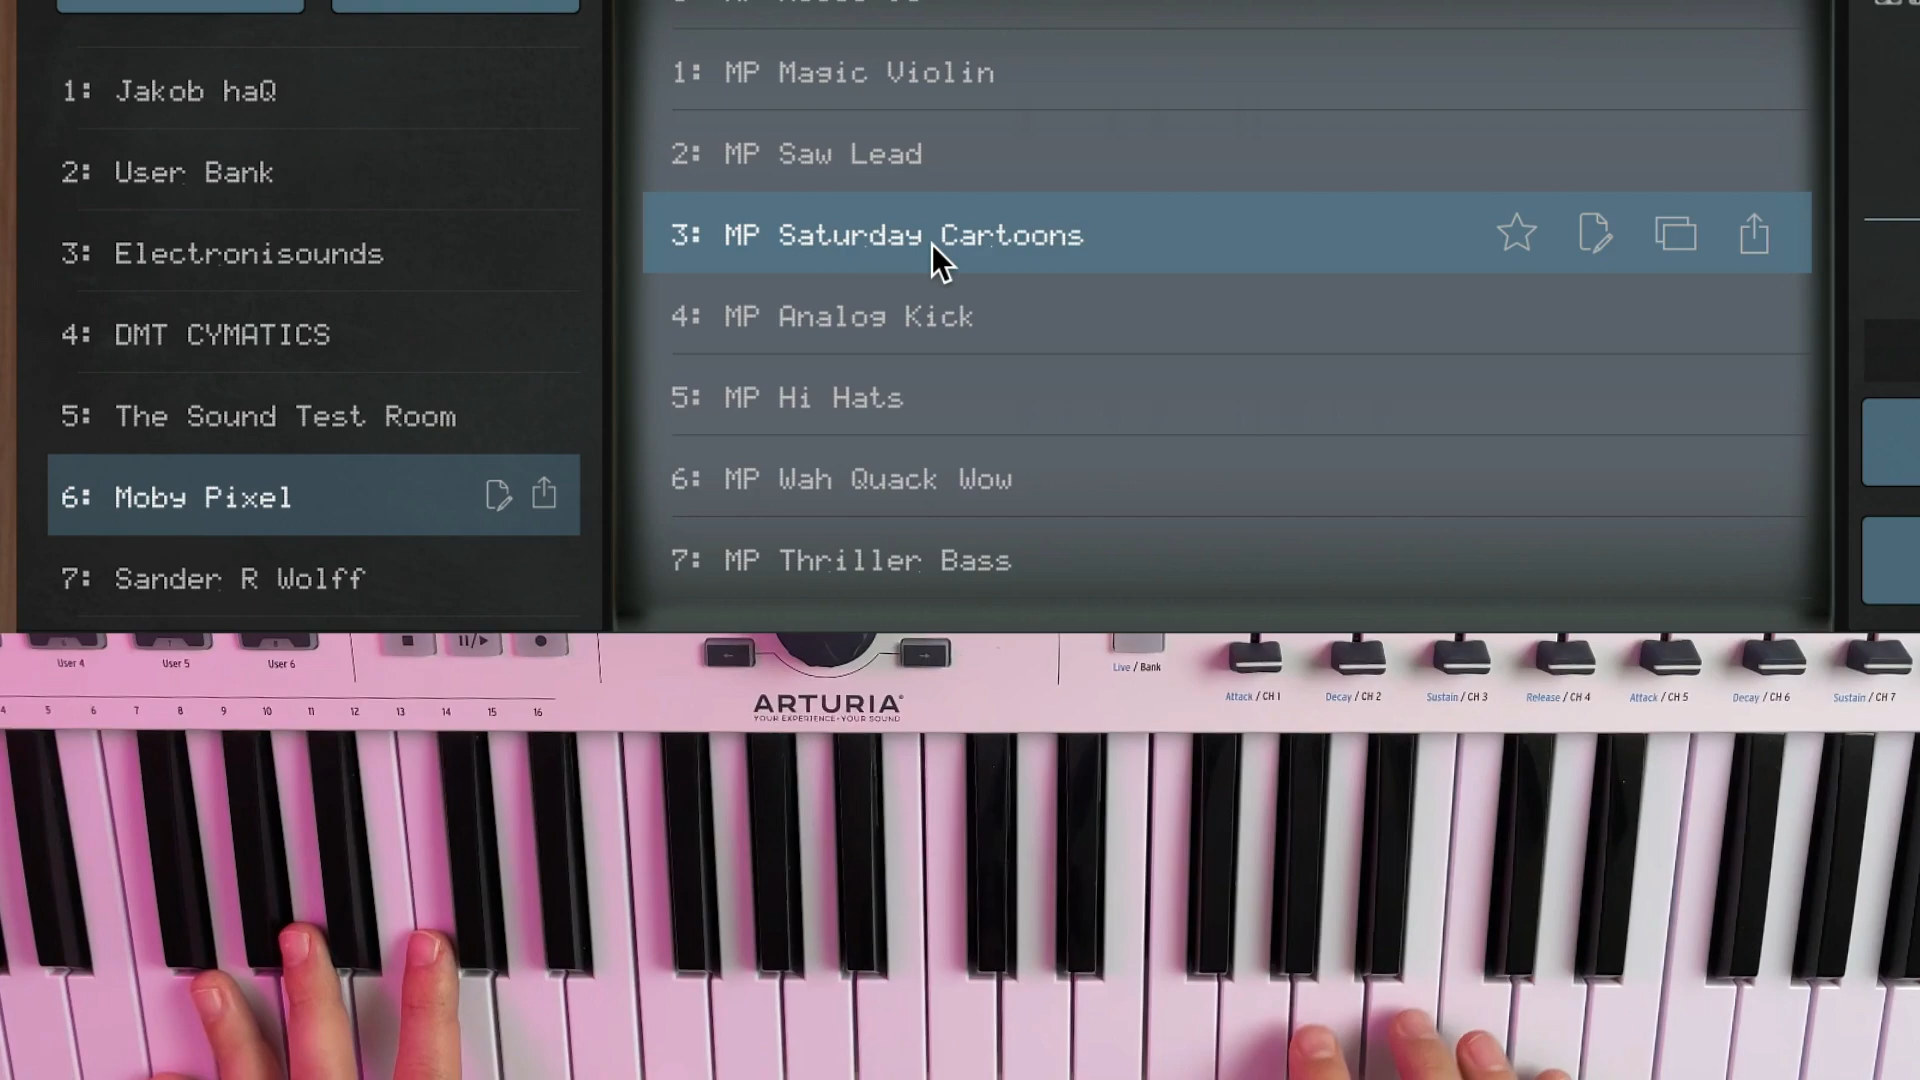 1: Jakob haQ
2: User Bank
3: Electronisounds
4: DMT CYMATICS
5: The Sound Test Room
6: Moby Pixel
7: Sander R Wolff
1: MP Magic Violin
2: MP Saw Lead
3: MP Saturday Cartoons
4: MP Analog Kick
5: MP Hi Hats
6: MP Wah Quack Wow
7: MP Thriller Bass
User 4
User 5
User 6
Live / Bank
Attack / CH 1
Decay / CH 2
Sustain / CH 3
Release / CH 4
Attack / CH 5
Decay / CH 6
Sustain / CH 7
4 5 6 7 8 9 10 11 12 13 14 15 16
ARTURIA
YOUR EXPERIENCE • YOUR SOUND